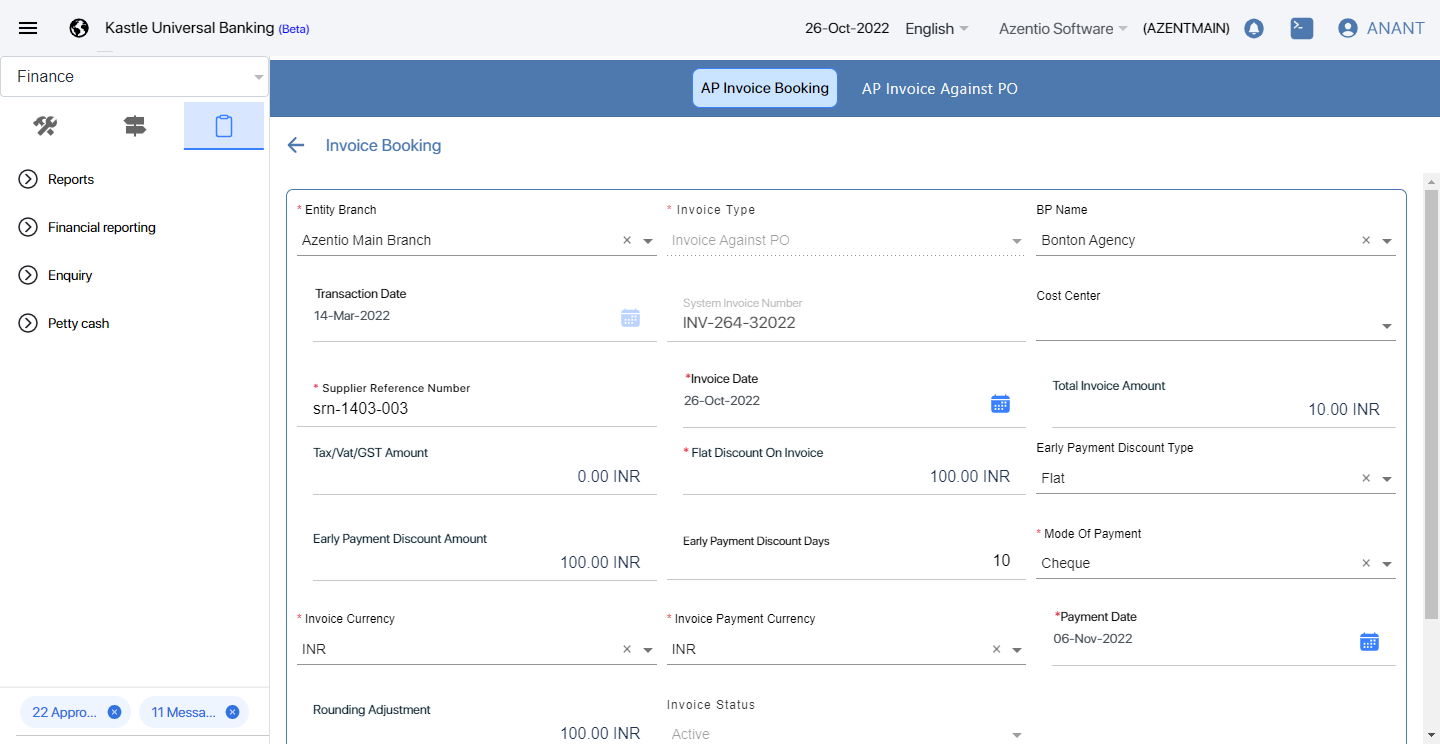 Kastle Universal Banking (Beta)
26-Oct-2022 English Azentio Software (AZENTMAIN) ANANT
Finance
AP Invoice Booking AP Invoice Against PO
Invoice Booking
Reports
Financial reporting
Enquiry
Petty cash
* Entity Branch * Invoice Type BP Name
Azentio Main Branch × Invoice Against PO Bonton Agency ×
Transaction Date System Invoice Number Cost Center
14-Mar-2022 INV-264-32022
* Supplier Reference Number *Invoice Date Total Invoice Amount
srn-1403-003 26-Oct-2022 10.00 INR
Tax/Vat/GST Amount * Flat Discount On Invoice Early Payment Discount Type
0.00 INR 100.00 INR Flat ×
Early Payment Discount Amount Early Payment Discount Days * Mode Of Payment
100.00 INR 10 Cheque ×
* Invoice Currency * Invoice Payment Currency *Payment Date
INR × INR × 06-Nov-2022
Rounding Adjustment Invoice Status
100.00 INR Active
22 Appro... 11 Messa...